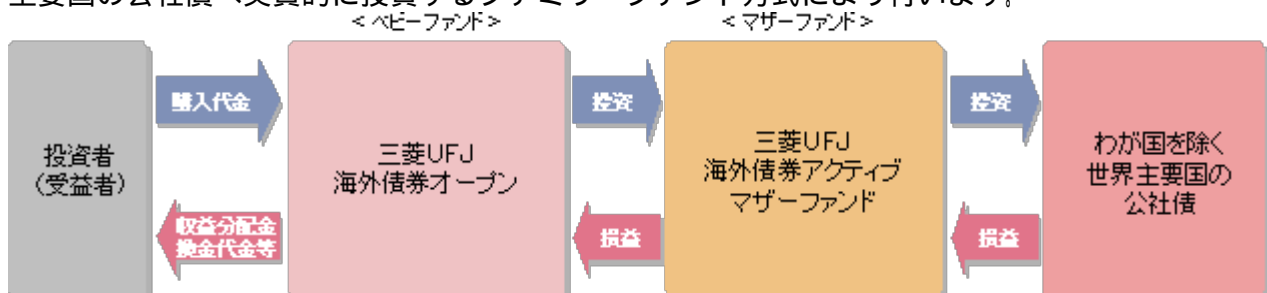 主要国の公社債へ実質的に投資するファミリーファンド方式により行います。
<ベビーファンド>
<マザーファンド>
投資者
(受益者)
購入代金
収益分配金
換金代金等
三菱UFJ
海外債券オープン
投資
損益
三菱UFJ
海外債券アクティブ
マザーファンド
投資
損益
わが国を除く
世界主要国の
公社債